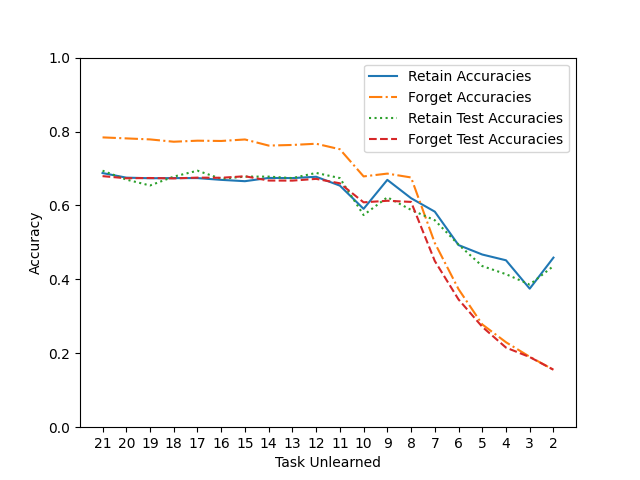 1.0
0.8
0.6
0.4
0.2
0.0
Accuracy
Retain Accuracies
Forget Accuracies
Retain Test Accuracies
Forget Test Accuracies
21 20 19 18 17 16 15 14 13 12 11 10 9 8 7 6 5 4 3 2
Task Unlearned